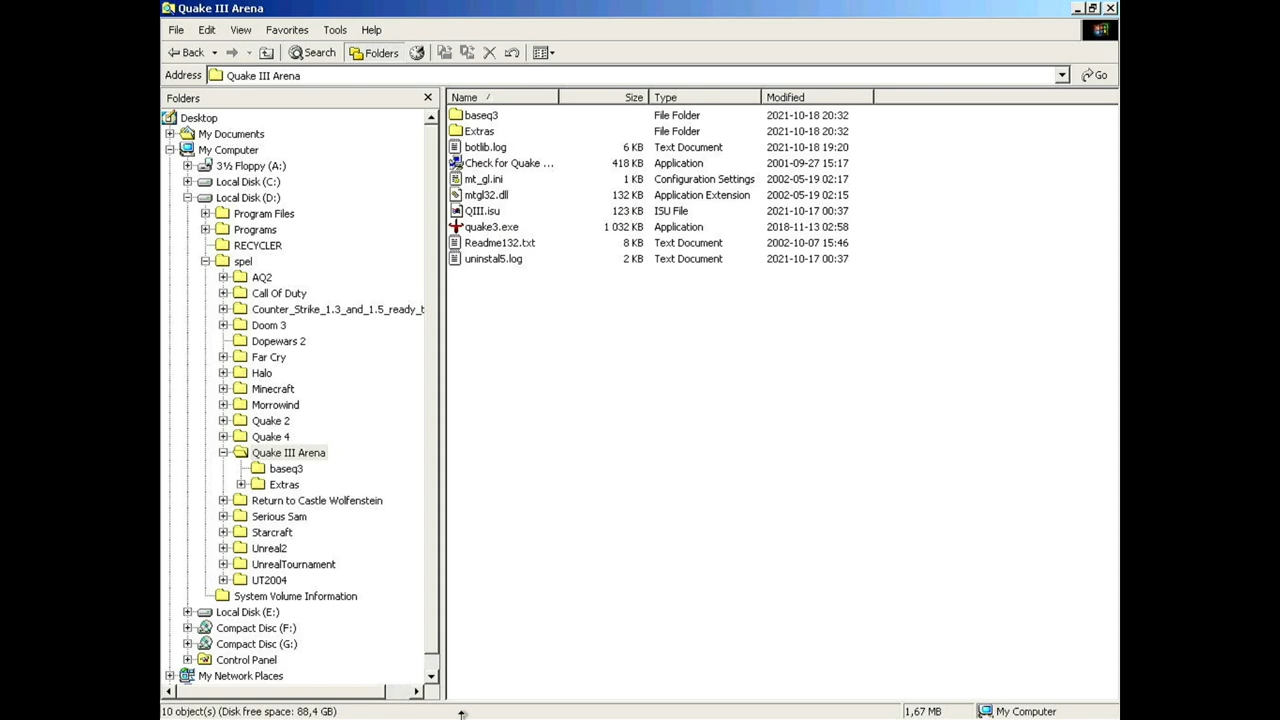 Quake III Arena
File Edit View Favorites Tools Help
Back Search Folders
Address Quake III Arena Go
Folders
Desktop
My Documents
My Computer
3½ Floppy (A:)
Local Disk (C:)
Local Disk (D:)
Program Files
Programs
RECYCLER
spel
AQ2
Call Of Duty
Counter_Strike_1.3_and_1.5_ready_t
Doom 3
Dopewars 2
Far Cry
Halo
Minecraft
Morrowind
Quake 2
Quake 4
Quake III Arena
baseq3
Extras
Return to Castle Wolfenstein
Serious Sam
Starcraft
Unreal2
UnrealTournament
UT2004
System Volume Information
Local Disk (E:)
Compact Disc (F:)
Compact Disc (G:)
Control Panel
My Network Places
Name Size Type Modified
baseq3 File Folder 2021-10-18 20:32
Extras File Folder 2021-10-18 20:32
botlib.log 6 KB Text Document 2021-10-18 19:20
Check for Quake ... 418 KB Application 2001-09-27 15:17
mt_gl.ini 1 KB Configuration Settings 2002-05-19 02:17
mtgl32.dll 132 KB Application Extension 2002-05-19 02:15
QIII.isu 123 KB ISU File 2021-10-17 00:37
quake3.exe 1 032 KB Application 2018-11-13 02:58
Readme132.txt 8 KB Text Document 2002-10-07 15:46
uninstal5.log 2 KB Text Document 2021-10-17 00:37
10 object(s) (Disk free space: 88,4 GB) 1,67 MB My Computer